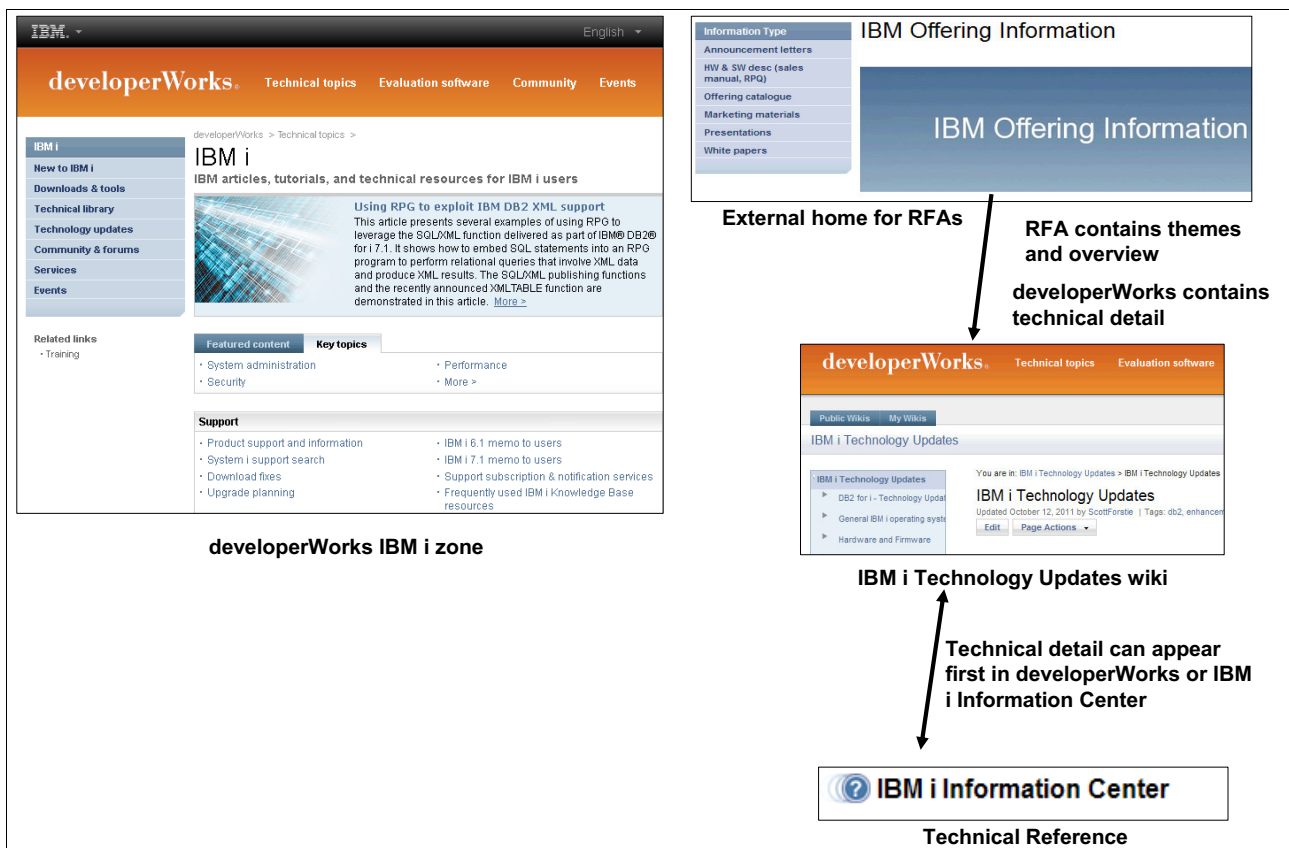 IBM.
English
developerWorks.
Technical topics
Evaluation software
Community
Events
developerWorks > Technical topics >
IBM i
New to IBM i
Downloads & tools
Technical library
Technology updates
Community & forums
Services
Events
Related links
• Training
IBM i
IBM articles, tutorials, and technical resources for IBM i users
Using RPG to exploit IBM DB2 XML support
This article presents several examples of using RPG to
leverage the SQL/XML function delivered as part of IBM® DB2®
for i 7.1. It shows how to embed SQL statements into an RPG
program to perform relational queries that involve XML data
and produce XML results. The SQL/XML publishing functions
and the recently announced XMLTABLE function are
demonstrated in this article. More >
Featured content
Key topics
• System administration
• Performance
• Security
• More >
Support
• Product support and information
• IBM i 6.1 memo to users
• System i support search
• IBM i 7.1 memo to users
• Download fixes
• Support subscription & notification services
• Upgrade planning
• Frequently used IBM i Knowledge Base
resources
developerWorks IBM i zone
Information Type
Announcement letters
HW & SW desc (sales
manual, RPQ)
Offering catalogue
Marketing materials
Presentations
White papers
IBM Offering Information
IBM Offering Information
External home for RFAs
RFA contains themes
and overview
developerWorks contains
technical detail
developerWorks.
Technical topics
Evaluation software
Public Wikis
My Wikis
IBM i Technology Updates
IBM i Technology Updates
DB2 for i - Technology Updat
General IBM i operating syste
Hardware and Firmware
You are in: IBM i Technology Updates > IBM i Technology Updates
IBM i Technology Updates
Updated October 12, 2011 by ScottForstie | Tags: db2, enhancem
Edit
Page Actions
IBM i Technology Updates wiki
Technical detail can appear
first in developerWorks or IBM
i Information Center
IBM i Information Center
Technical Reference